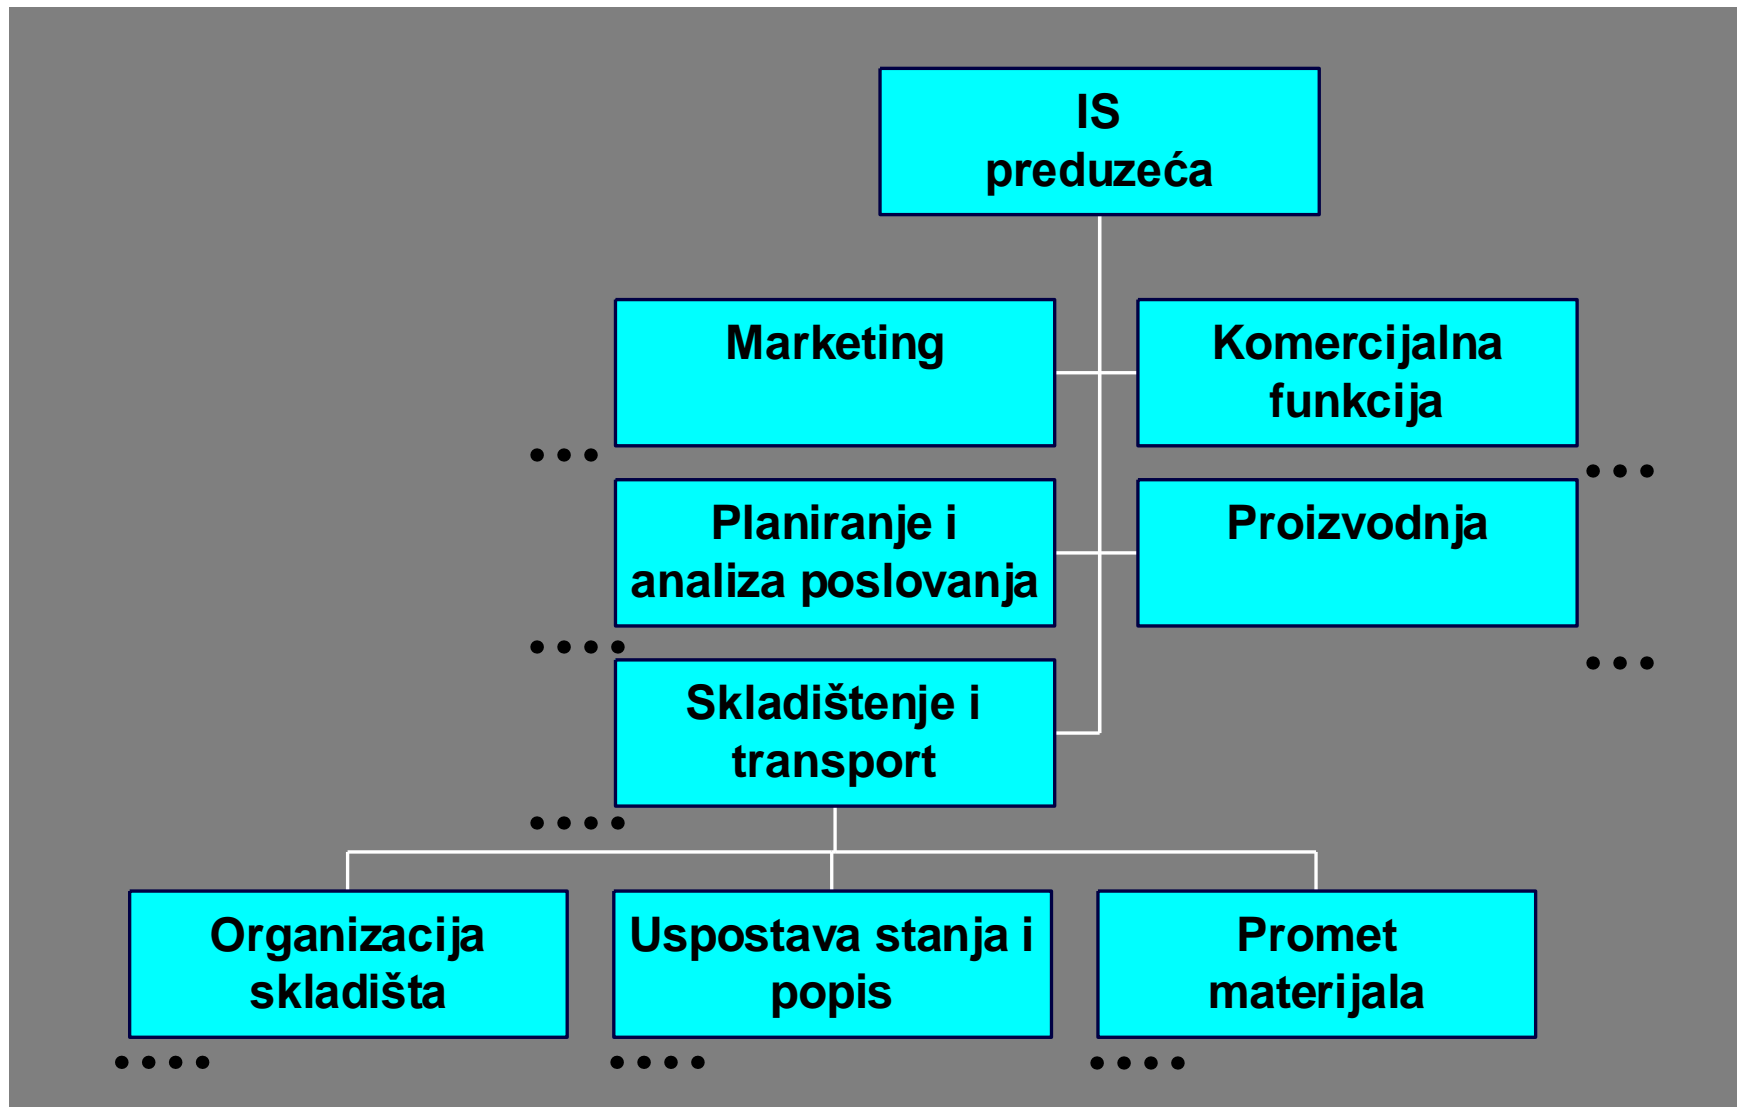 IS
preduzeća
Marketing
Komercijalna
funkcija
• • •
• • •
Planiranje i
analiza poslovanja
Proizvodnja
• • • •
• • •
Skladištenje i
transport
• • • •
Organizacija
skladišta
Uspostava stanja i
popis
Promet
materijala
• • • •
• • • •
• • • •